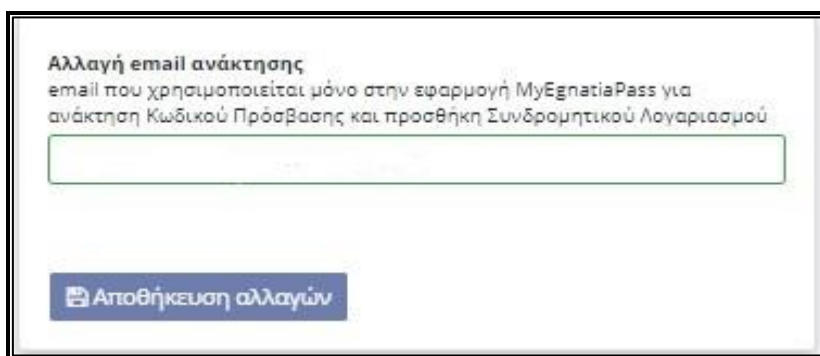 Αλλαγή email ανάκτησης
email που χρησιμοποιείται μόνο στην εφαρμογή MyEgnatiaPass για
ανάκτηση Κωδικού Πρόσβασης και προσθήκη Συνδρομητικού Λογαριασμού
Αποθήκευση αλλαγών